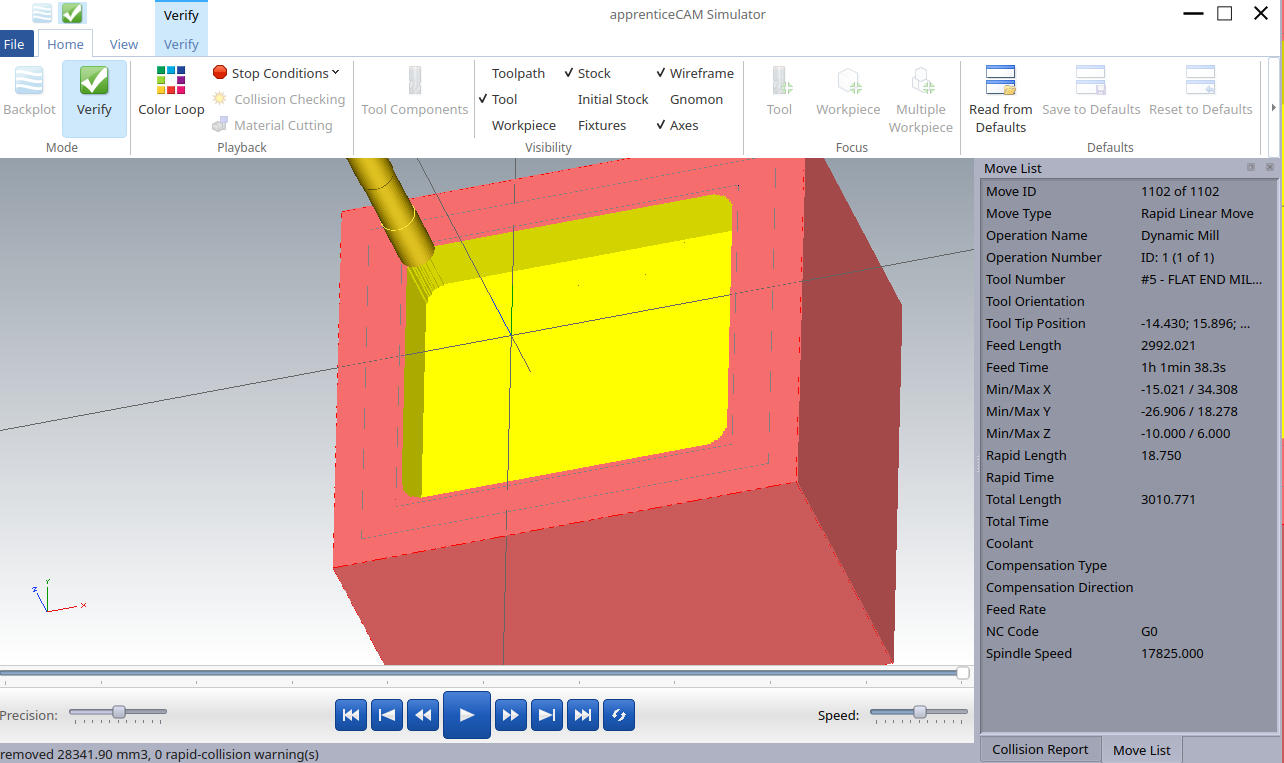 apprenticeCAM Simulator
Verify
File Home View Verify
Backplot Verify
Mode
Color Loop
Stop Conditions
Collision Checking
Material Cutting
Playback
Tool Components
Toolpath Stock Wireframe
Tool Initial Stock Gnomon
Workpiece Fixtures Axes
Visibility
Tool Workpiece Multiple Workpiece
Focus
Read from Defaults Save to Defaults Reset to Defaults
Defaults
Move List
Move ID 1102 of 1102
Move Type Rapid Linear Move
Operation Name Dynamic Mill
Operation Number ID: 1 (1 of 1)
Tool Number #5 - FLAT END MIL...
Tool Orientation
Tool Tip Position -14.430; 15.896; ...
Feed Length 2992.021
Feed Time 1h 1min 38.3s
Min/Max X -15.021 / 34.308
Min/Max Y -26.906 / 18.278
Min/Max Z -10.000 / 6.000
Rapid Length 18.750
Rapid Time
Total Length 3010.771
Total Time
Coolant
Compensation Type
Compensation Direction
Feed Rate
NC Code G0
Spindle Speed 17825.000
Y
Z
X
Precision:
Speed:
Collision Report Move List
removed 28341.90 mm3, 0 rapid-collision warning(s)